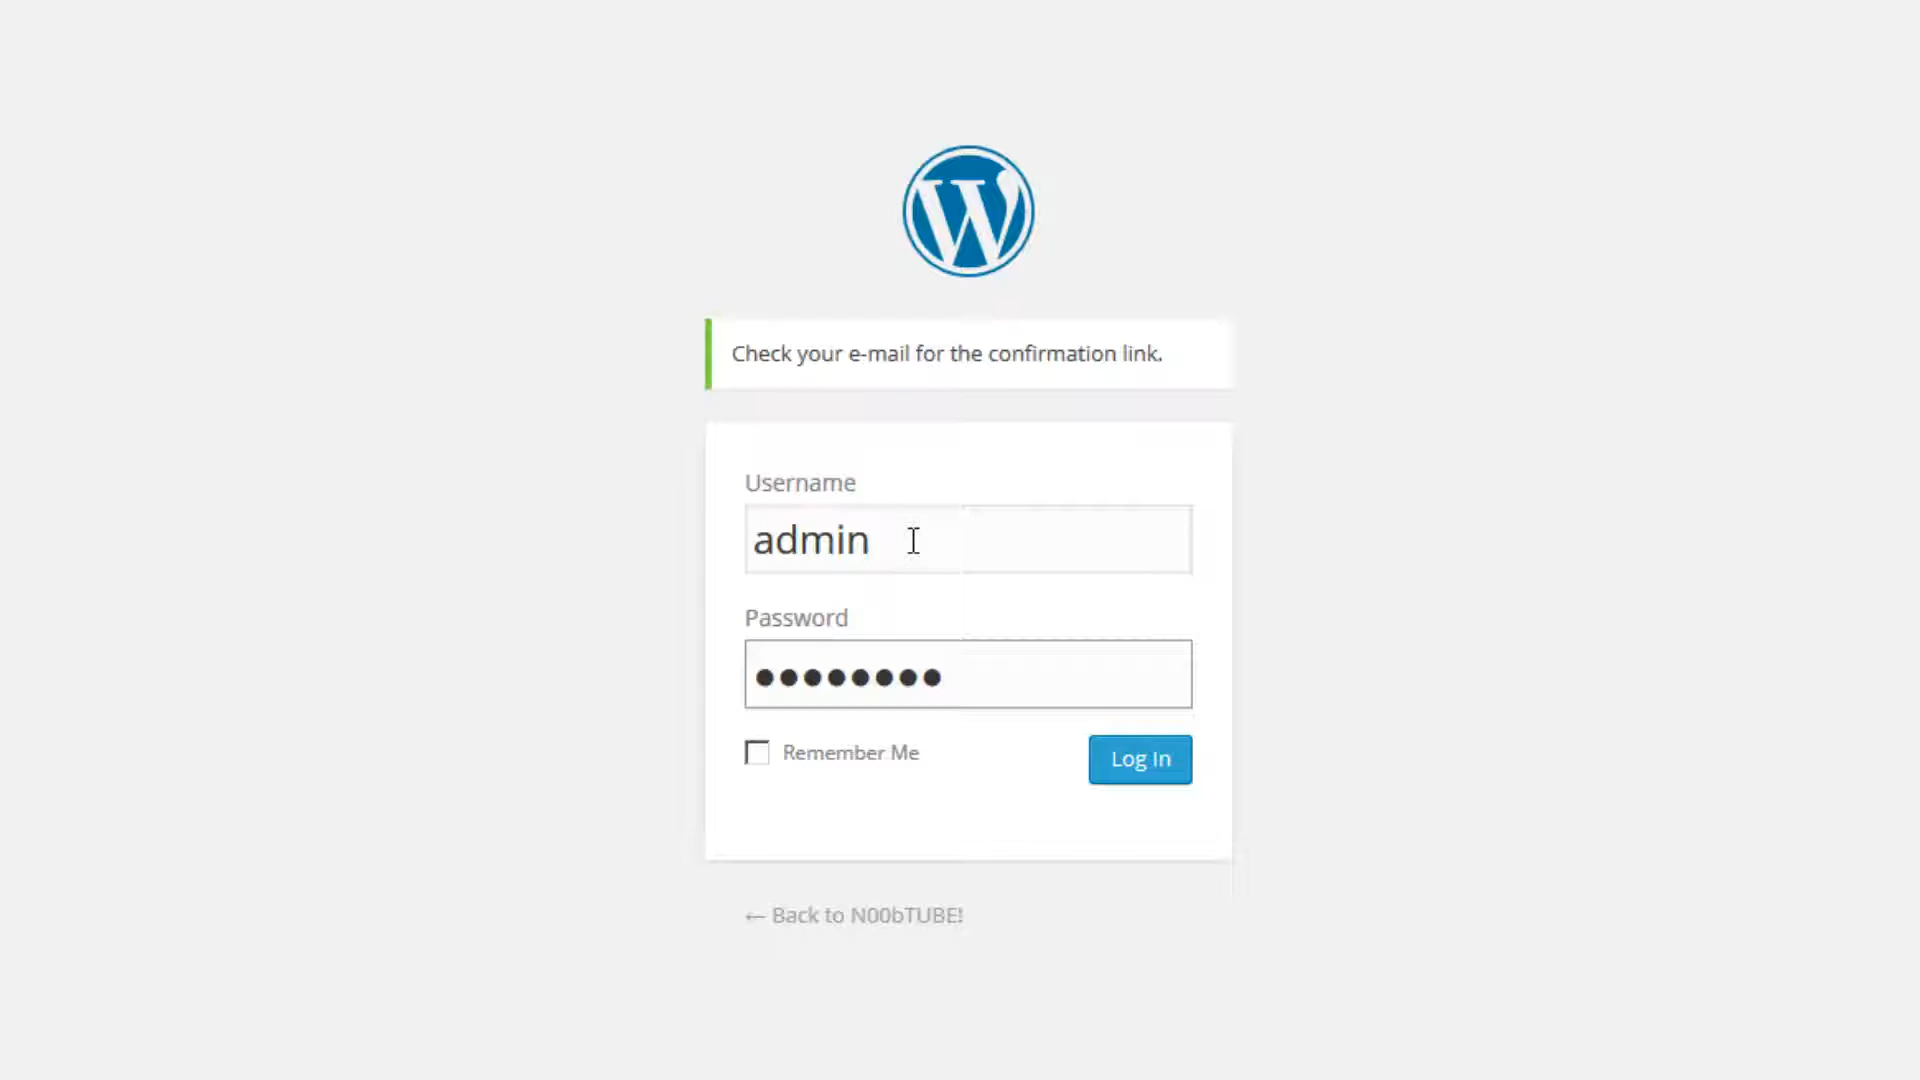 Check your e-mail for the confirmation link.
Username
admin
Password
Remember Me
Log In
← Back to N00bTUBE!